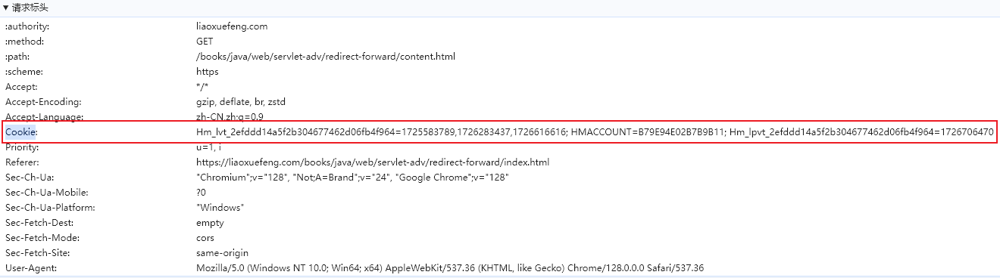 ▼ 请求标头
:authority: liaoxuefeng.com
:method: GET
:path: /books/java/web/servlet-adv/redirect-forward/content.html
:scheme: https
Accept: */*
Accept-Encoding: gzip, deflate, br, zstd
Accept-Language: zh-CN,zh;q=0.9
Cookie: Hm_lvt_2efddd14a5f2b304677462d06fb4f964=1725583789,1726283437,1726616616; HMACCOUNT=B79E94E02B7B9B11; Hm_lpvt_2efddd14a5f2b304677462d06fb4f964=1726706470
Priority: u=1, i
Referer: https://liaoxuefeng.com/books/java/web/servlet-adv/redirect-forward/index.html
Sec-Ch-Ua: "Chromium";v="128", "Not;A=Brand";v="24", "Google Chrome";v="128"
Sec-Ch-Ua-Mobile: ?0
Sec-Ch-Ua-Platform: "Windows"
Sec-Fetch-Dest: empty
Sec-Fetch-Mode: cors
Sec-Fetch-Site: same-origin
User-Agent: Mozilla/5.0 (Windows NT 10.0; Win64; x64) AppleWebKit/537.36 (KHTML, like Gecko) Chrome/128.0.0.0 Safari/537.36